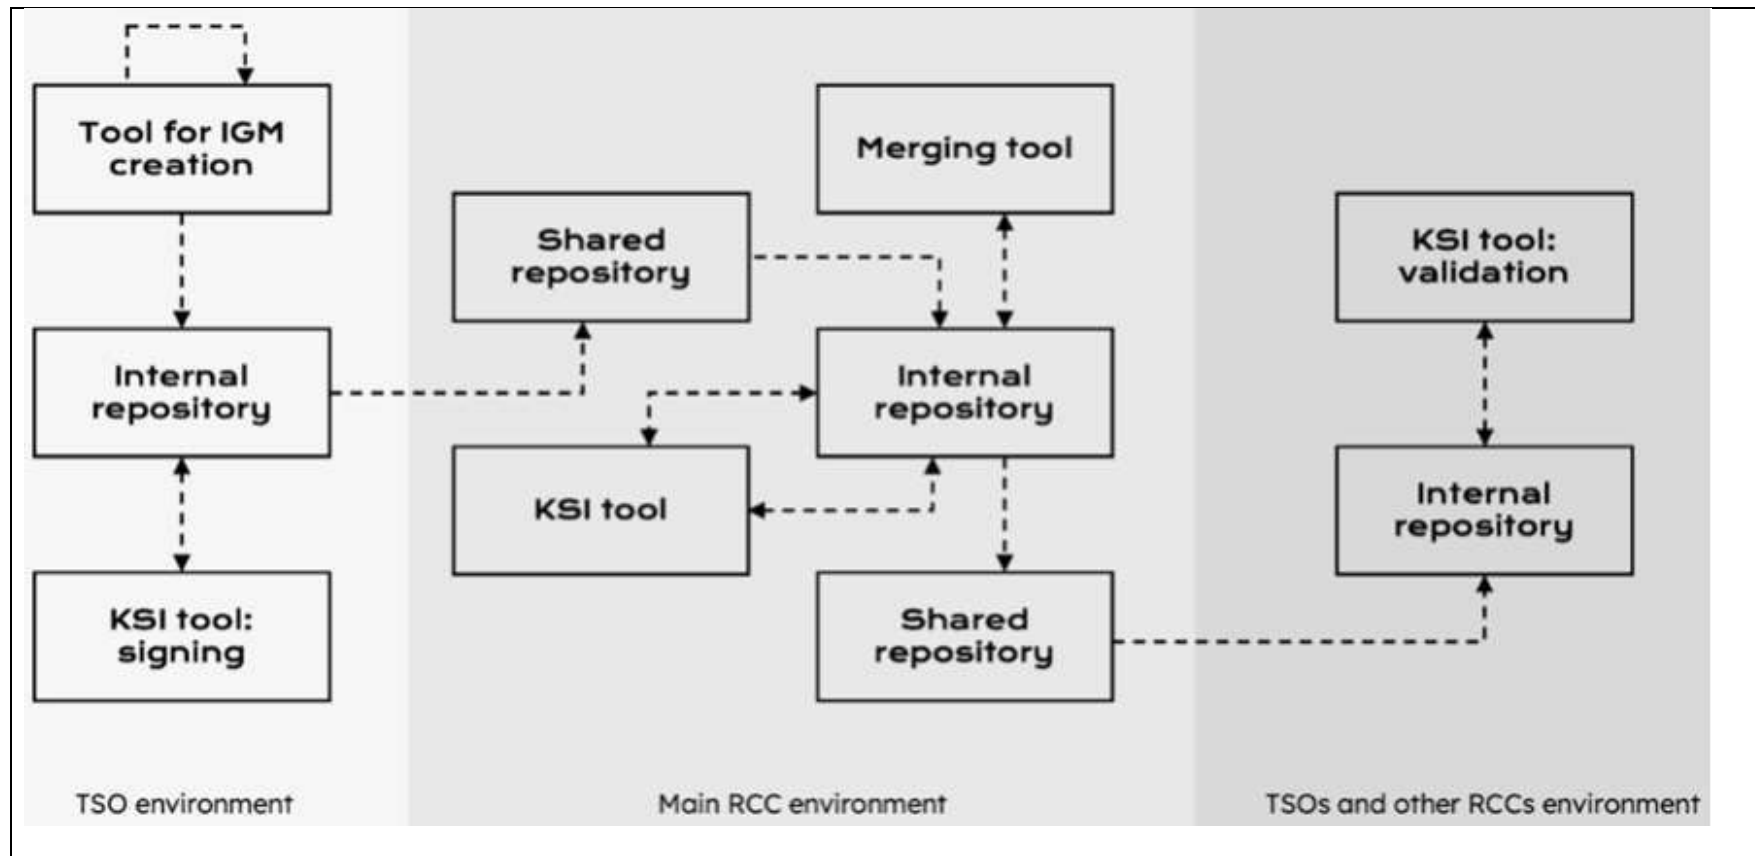 Tool for IGM
creation
Internal
repository
KSI tool:
signing
TSO environment
Shared
repository
KSI tool
Merging tool
Internal
repository
Shared
repository
Main RCC environment
KSI tool:
validation
Internal
repository
TSOs and other RCCs environment